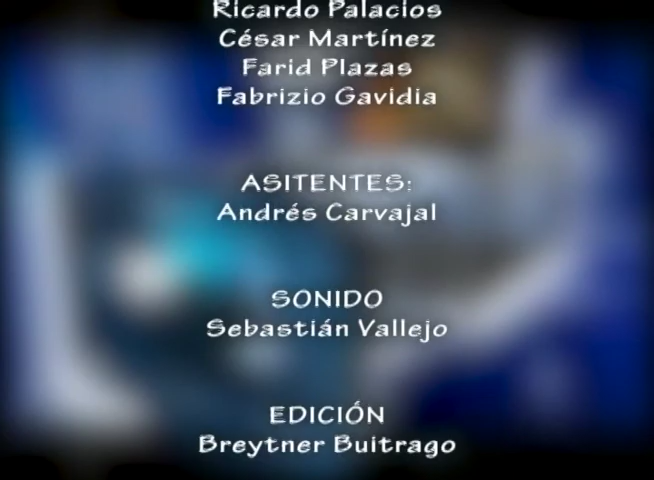 Ricardo Palacios
César Martínez
Farid Plazas
Fabrizio Gavidia
ASITENTES:
Andrés Carvajal
SONIDO
Sebastián Vallejo
EDICIÓN
Breytner Buitrago